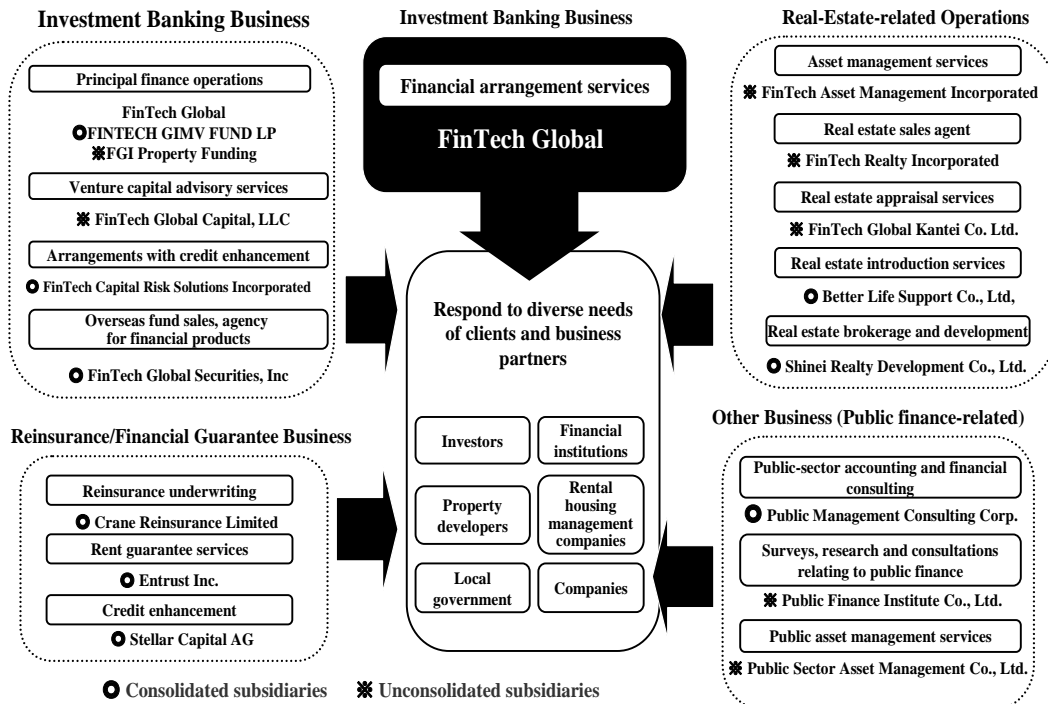 Investment Banking Business
Principal finance operations
FinTech Global
FINTECH GIMV FUND LP
※FGI Property Funding
Venture capital advisory services
※ FinTech Global Capital, LLC
Arrangements with credit enhancement
FinTech Capital Risk Solutions Incorporated
Overseas fund sales, agency
for financial products
FinTech Global Securities, Inc
Reinsurance/Financial Guarantee Business
Reinsurance underwriting
Crane Reinsurance Limited
Rent guarantee services
Entrust Inc.
Credit enhancement
Stellar Capital AG
Investment Banking Business
Financial arrangement services
FinTech Global
Respond to diverse needs
of clients and business
partners
Investors
Financial
institutions
Property
developers
Rental
housing
management
companies
Local
government
Companies
Real-Estate-related Operations
Asset management services
※ FinTech Asset Management Incorporated
Real estate sales agent
※ FinTech Realty Incorporated
Real estate appraisal services
※ FinTech Global Kantei Co. Ltd.
Real estate introduction services
Better Life Support Co., Ltd,
Real estate brokerage and development
Shinei Realty Development Co., Ltd.
Other Business (Public finance-related)
Public-sector accounting and financial
consulting
Public Management Consulting Corp.
Surveys, research and consultations
relating to public finance
※ Public Finance Institute Co., Ltd.
Public asset management services
※ Public Sector Asset Management Co., Ltd.
Consolidated subsidiaries
※ Unconsolidated subsidiaries